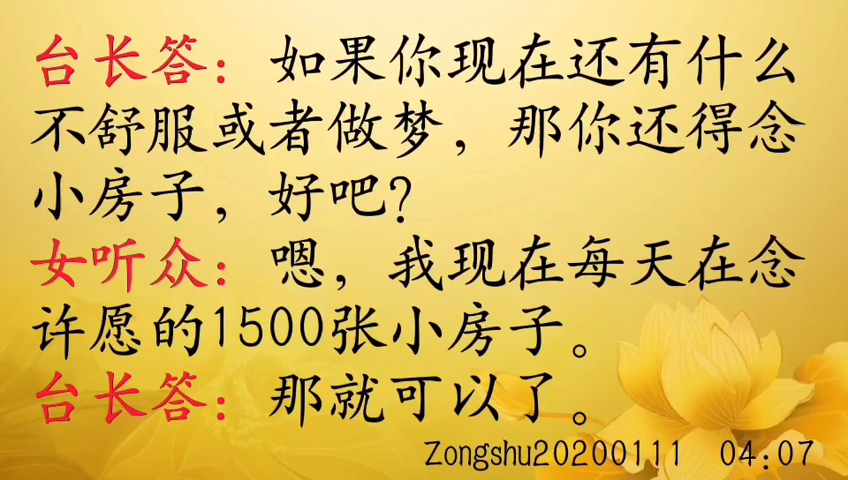 台长答：如果你现在还有什么
不舒服或者做梦，那你还得念
小房子，好吧？
女听众：嗯，我现在每天在念
许愿的1500张小房子。
台长答：那就可以了。
Zongshu20200111 04:07